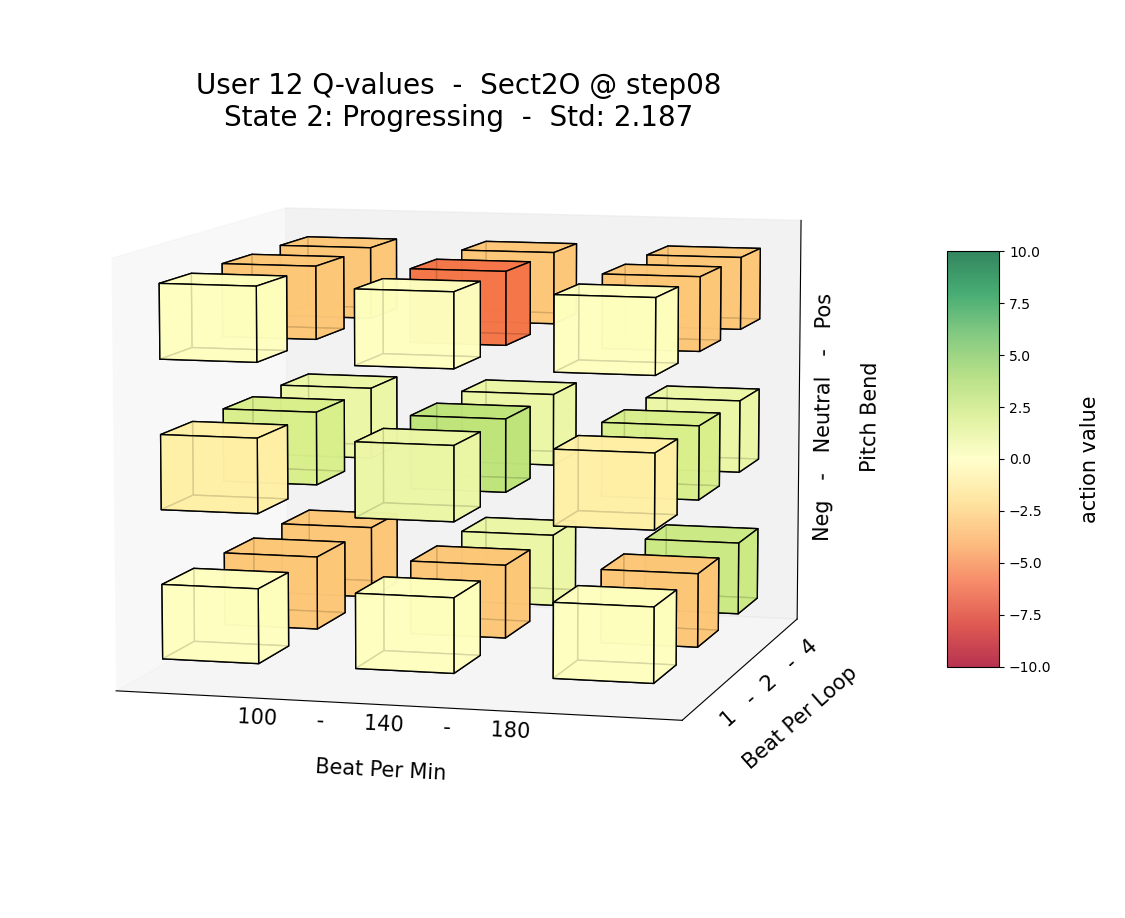 User 12 Q-values - Sect2O @ step08
State 2: Progressing - Std: 2.187
Neg - Neutral - Pos
Pitch Bend
1 - 2 - 4
Beat Per Loop
100 - 140 - 180
Beat Per Min
10.0
7.5
5.0
2.5
0.0
−2.5
−5.0
−7.5
−10.0
action value